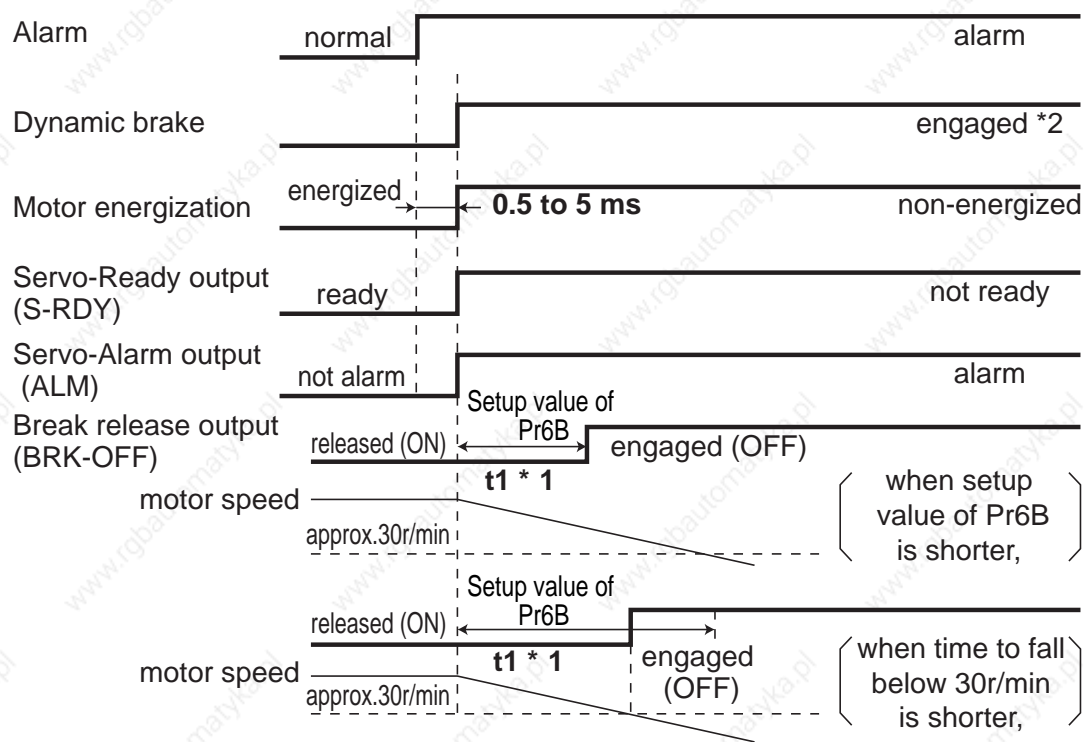 Alarm
normal
alarm
Dynamic brake
engaged *2
Motor energization
energized
0.5 to 5 ms
non-energized
Servo-Ready output
(S-RDY)
ready
not ready
Servo-Alarm output
(ALM)
not alarm
alarm
Break release output
(BRK-OFF)
released (ON)
Setup value of
Pr6B
t1 * 1
engaged (OFF)
motor speed
approx.30r/min
when setup
value of Pr6B
is shorter,
released (ON)
Setup value of
Pr6B
t1 * 1
engaged
(OFF)
motor speed
approx.30r/min
when time to fall
below 30r/min
is shorter,
www.rgbautomatyka.pl